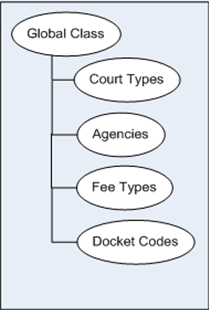 Global Class
Court Types
Agencies
Fee Types
Docket Codes